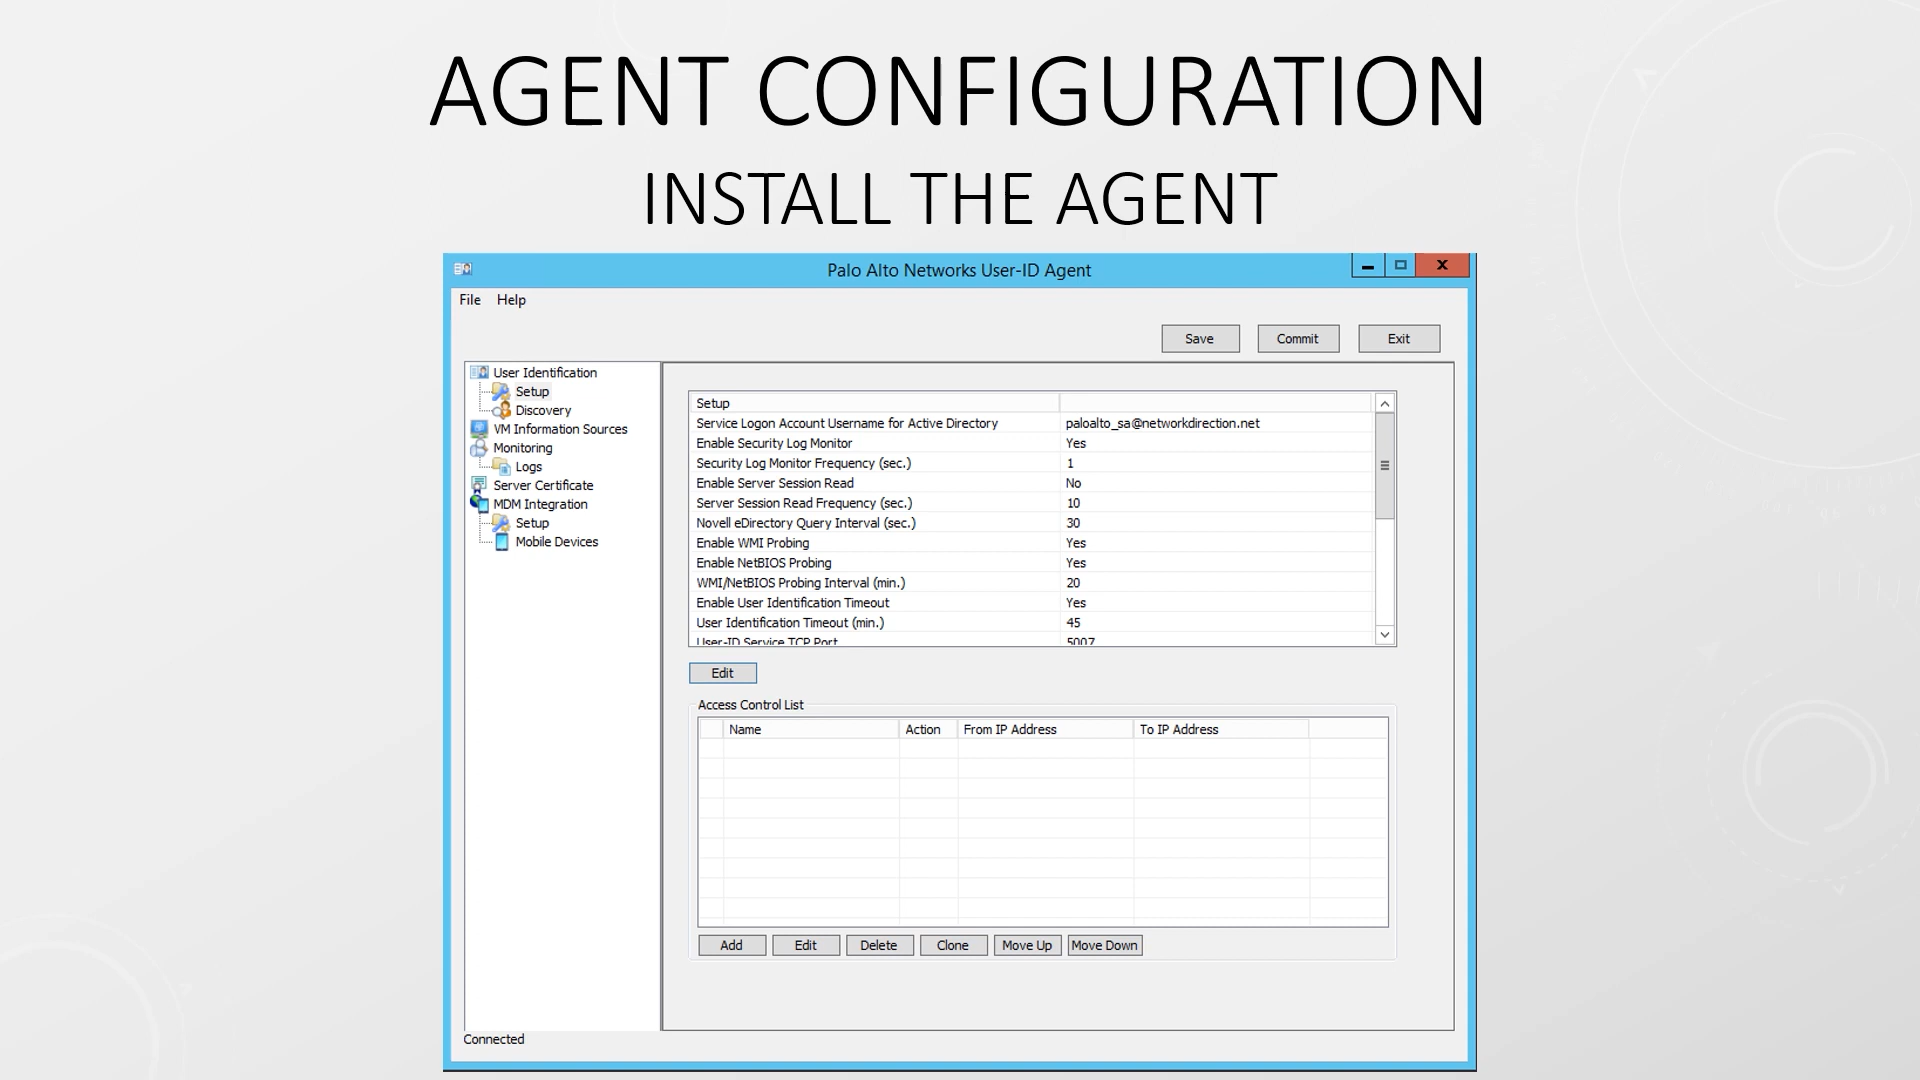 AGENT CONFIGURATION
INSTALL THE AGENT
Palo Alto Networks User-ID Agent
X
File Help
Save Commit Exit
User Identification
Setup
Discovery
VM Information Sources
Monitoring
Logs
Server Certificate
MDM Integration
Setup
Mobile Devices
Setup
Service Logon Account Username for Active Directory paloalto_sa@networkdirection.net
Enable Security Log Monitor Yes
Security Log Monitor Frequency (sec.) 1
Enable Server Session Read No
Server Session Read Frequency (sec.) 10
Novell eDirectory Query Interval (sec.) 30
Enable WMI Probing Yes
Enable NetBIOS Probing Yes
WMI/NetBIOS Probing Interval (min.) 20
Enable User Identification Timeout Yes
User Identification Timeout (min.) 45
User-ID Service TCP Port 5007
Edit
Access Control List
Name Action From IP Address To IP Address
Add Edit Delete Clone Move Up Move Down
Connected